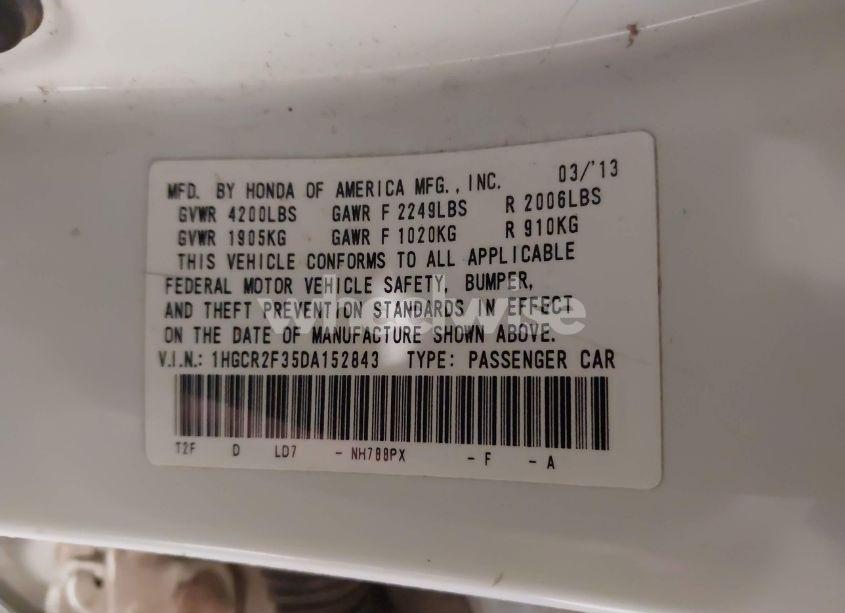 MFD. BY HONDA OF AMERICA MFG., INC. 03/'13
GVWR 4200LBS GAWR F 2249LBS R 2006LBS
GVWR 1905KG GAWR F 1020KG R 910KG
THIS VEHICLE CONFORMS TO ALL APPLICABLE
FEDERAL MOTOR VEHICLE SAFETY, BUMPER,
AND THEFT PREVENTION STANDARDS IN EFFECT
wheelwise
ON THE DATE OF MANUFACTURE SHOWN ABOVE.
V.I.N.: 1HGCR2F35DA152843 TYPE: PASSENGER CAR
T2F D LD7 - NH788PX - F - A